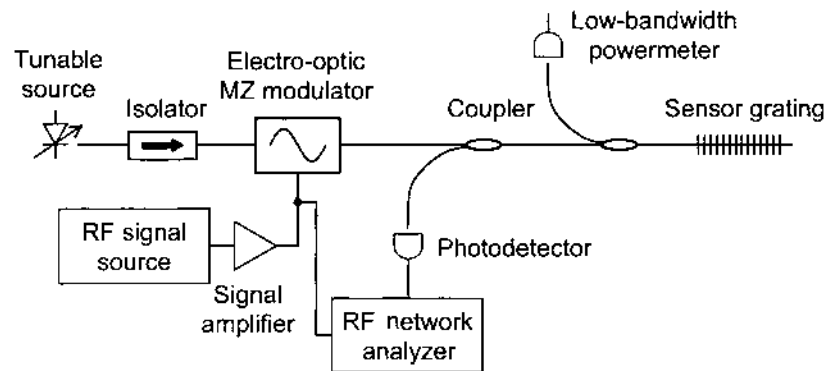 Tunable
source
Isolator
Electro-optic
MZ modulator
Low-bandwidth
powermeter
Coupler
Sensor grating
RF signal
source
Signal
amplifier
Photodetector
RF network
analyzer